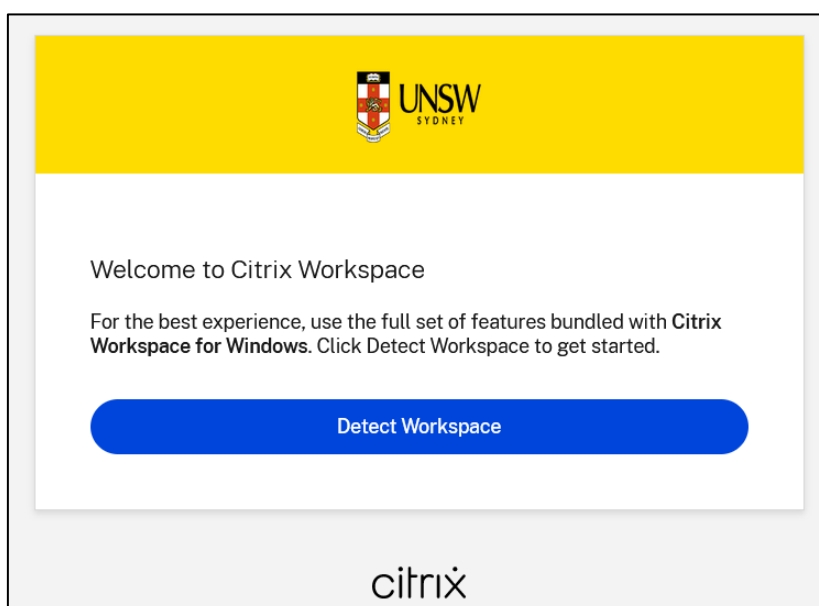 UNSW
SYDNEY
Welcome to Citrix Workspace
For the best experience, use the full set of features bundled with Citrix
Workspace for Windows. Click Detect Workspace to get started.
Detect Workspace
citrix